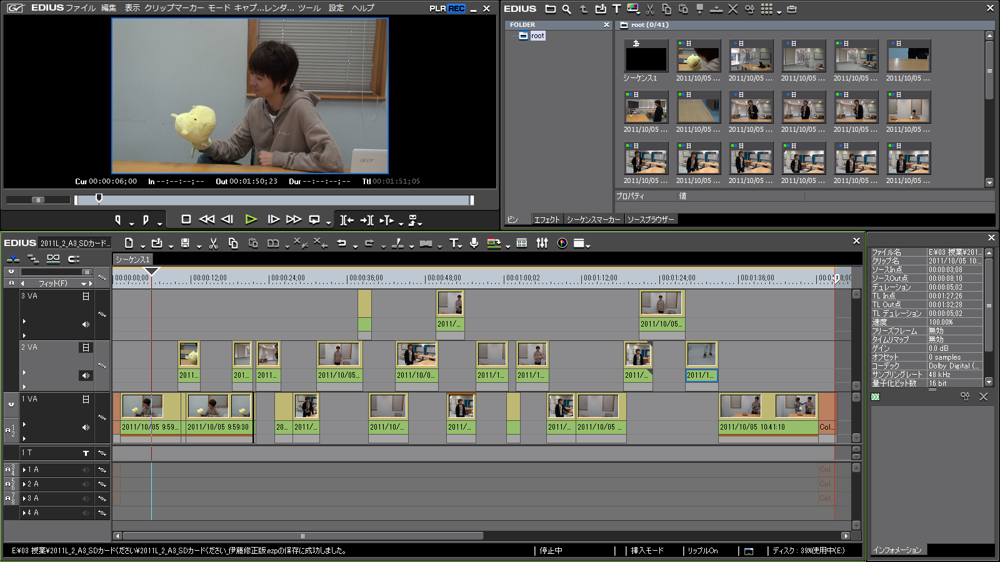 EDIUS ファイル 編集 表示 クリップマーカー モード キャプ...レンダ... ツール 設定 ヘルプ PLR REC
acer
Cur 00:00:06;00 In --:--:--;-- Out 00:01:50;23 Dur --:--:--;-- Ttl 00:01:51;05
EDIUS
FOLDER
root
root (0/41)
シーケンス1 2011/10/05 ... 2011/10/05 ... 2011/10/05 ... 2011/10/05 ... 2011/10/05 ...
2011/10/05 ... 2011/10/05 ... 2011/10/05 ... 2011/10/05 ... 2011/10/05 ... 2011/10/05 ...
2011/10/05 ... 2011/10/05 ... 2011/10/05 ... 2011/10/05 ... 2011/10/05 ... 2011/10/05 ...
プロパティ 値
ビン エフェクト シーケンスマーカー ソースブラウザー
EDIUS 2011L_2_A3_SDカード...
シーケンス1
00:00:00;00 00:00:12;00 00:00:24;00 00:00:36;00 00:00:48;00 00:01:00;02 00:01:12;00 00:01:24;00 00:01:36;00
フィット(F)
3 VA
2011/... 2011/10/05...
2 VA
2011... 201... 2011... 2011/10/05... 2011/10/0... 2011/1... 2011/1... 2011/... 2011/1...
1 VA
2011/10/05 9:59... 2011/10/05 9:59:30 20... 2011/... 2011/10/... 2011/... 2011/... 2011/10/05 ... 2011/10/05 10:41:10 Col...
A 1 2
1 T
A 3 4 1 A Col...
A 5 6 2 A Col...
A 7 8 3 A Col...
4 A
ファイル名 E:¥03 授業¥201...
クリップ名 2011/10/05 10:...
ソースIn点 00:00:03;08
ソースOut点 00:00:08;10
デュレーション 00:00:05;02
TL In点 00:01:27;26
TL Out点 00:01:32;28
TL デュレーション 00:00:05;02
速度 100.00%
フリーズフレーム 無効
タイムリマップ 無効
ゲイン 0.0 dB
オフセット 0 samples
コーデック Dolby Digital (...
サンプリングレート 48 kHz
量子化ビット数 16 bit
インフォメーション
E:¥03 授業¥2011L_2_A3_SDカードください¥2011L_2_A3_SDカードください_伊藤修正版.ezpの保存に成功しました。 停止中 挿入モード リップルOn ディスク : 39%使用中(E:)